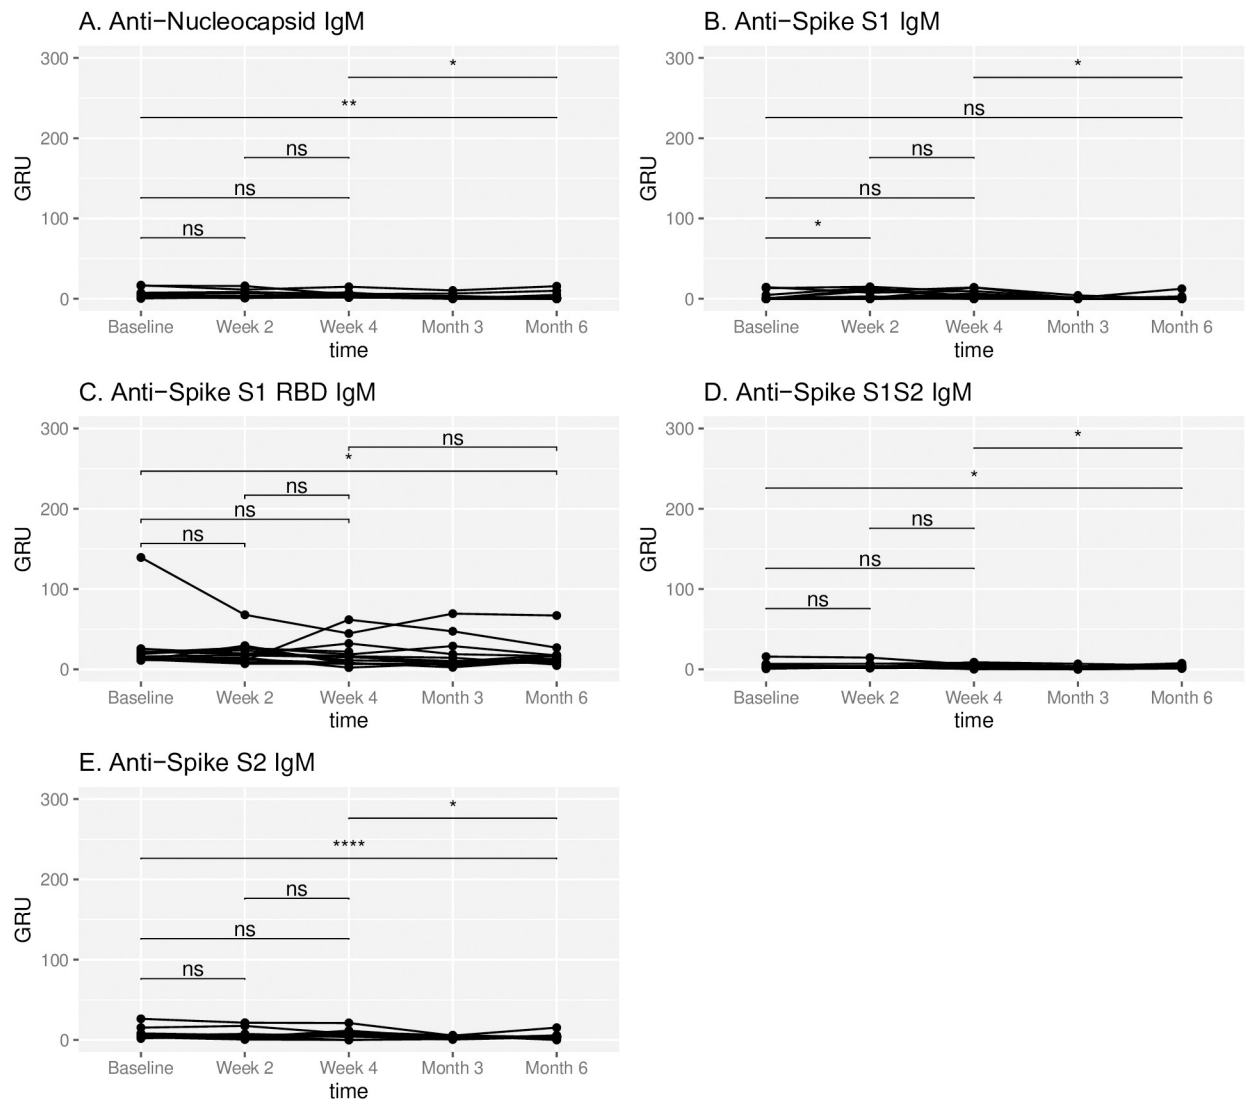 A. Anti−Nucleocapsid IgM
300
200
100
0
GRU
*
**
ns
ns
ns
Baseline Week 2 Week 4 Month 3 Month 6
time
B. Anti−Spike S1 IgM
300
200
100
0
GRU
*
ns
ns
ns
*
Baseline Week 2 Week 4 Month 3 Month 6
time
C. Anti−Spike S1 RBD IgM
300
200
100
0
GRU
ns
*
ns
ns
ns
Baseline Week 2 Week 4 Month 3 Month 6
time
D. Anti−Spike S1S2 IgM
300
200
100
0
GRU
*
*
ns
ns
ns
Baseline Week 2 Week 4 Month 3 Month 6
time
E. Anti−Spike S2 IgM
300
200
100
0
GRU
*
****
ns
ns
ns
Baseline Week 2 Week 4 Month 3 Month 6
time